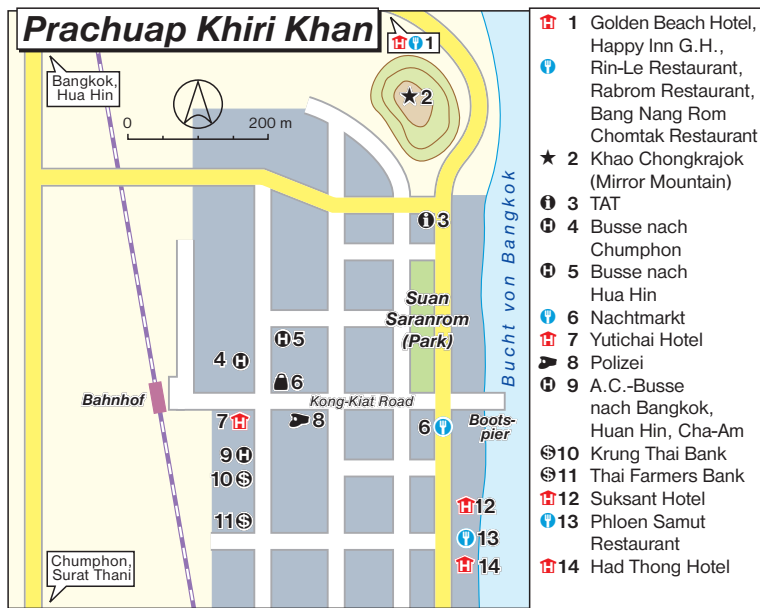 Prachuap Khiri Khan
1
Bangkok,
Hua Hin
0
200 m
2
3
Bucht von Bangkok
Suan
Saranrom
(Park)
5
4
6
Bahnhof
Kong-Kiat Road
7
8
6
Boots-
pier
9
10
11
12
13
14
Chumphon,
Surat Thani
1 Golden Beach Hotel,
Happy Inn G.H.,
Rin-Le Restaurant,
Rabrom Restaurant,
Bang Nang Rom
Chomtak Restaurant
2 Khao Chongkrajok
(Mirror Mountain)
3 TAT
4 Busse nach
Chumphon
5 Busse nach
Hua Hin
6 Nachtmarkt
7 Yutichai Hotel
8 Polizei
9 A.C.-Busse
nach Bangkok,
Huan Hin, Cha-Am
10 Krung Thai Bank
11 Thai Farmers Bank
12 Suksant Hotel
13 Phloen Samut
Restaurant
14 Had Thong Hotel